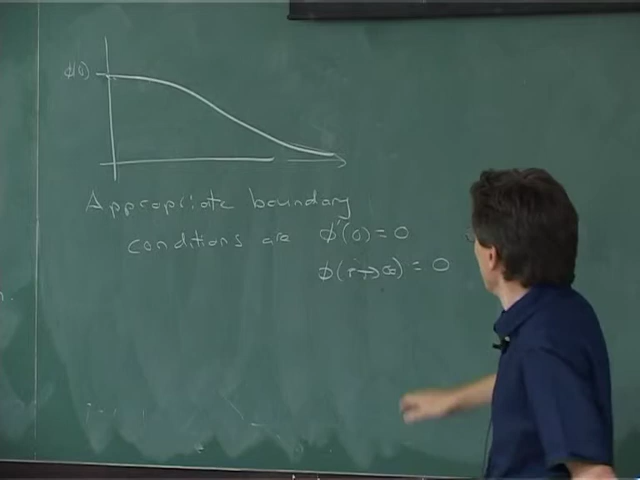 φ(0)
Appropriate boundary
conditions are φ'(0) = 0
φ(r→∞) = 0